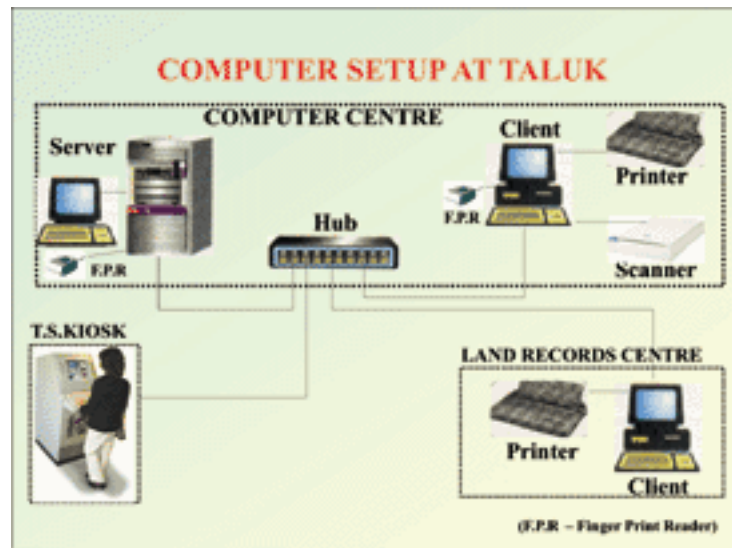 COMPUTER SETUP AT TALUK
COMPUTER CENTRE
Server
F.P.R
Hub
Client
F.P.R
Printer
Scanner
T.S.KIOSK
LAND RECORDS CENTRE
Printer
Client
(F.P.R – Finger Print Reader)